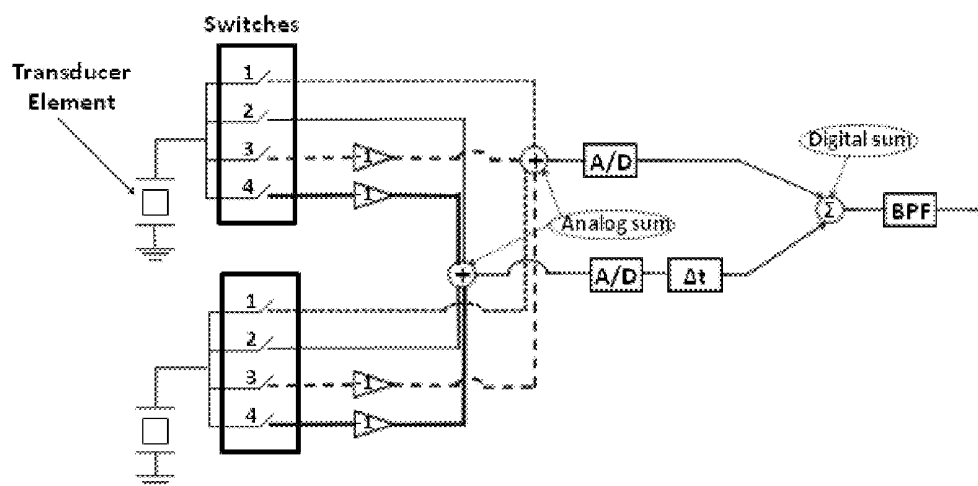 Switches
Transducer
Element
1
2
3
4
-1
-1
+
A/D
Digital sum
Σ
BPF
Analog sum
+
A/D
Δt
1
2
3
4
-1
-1